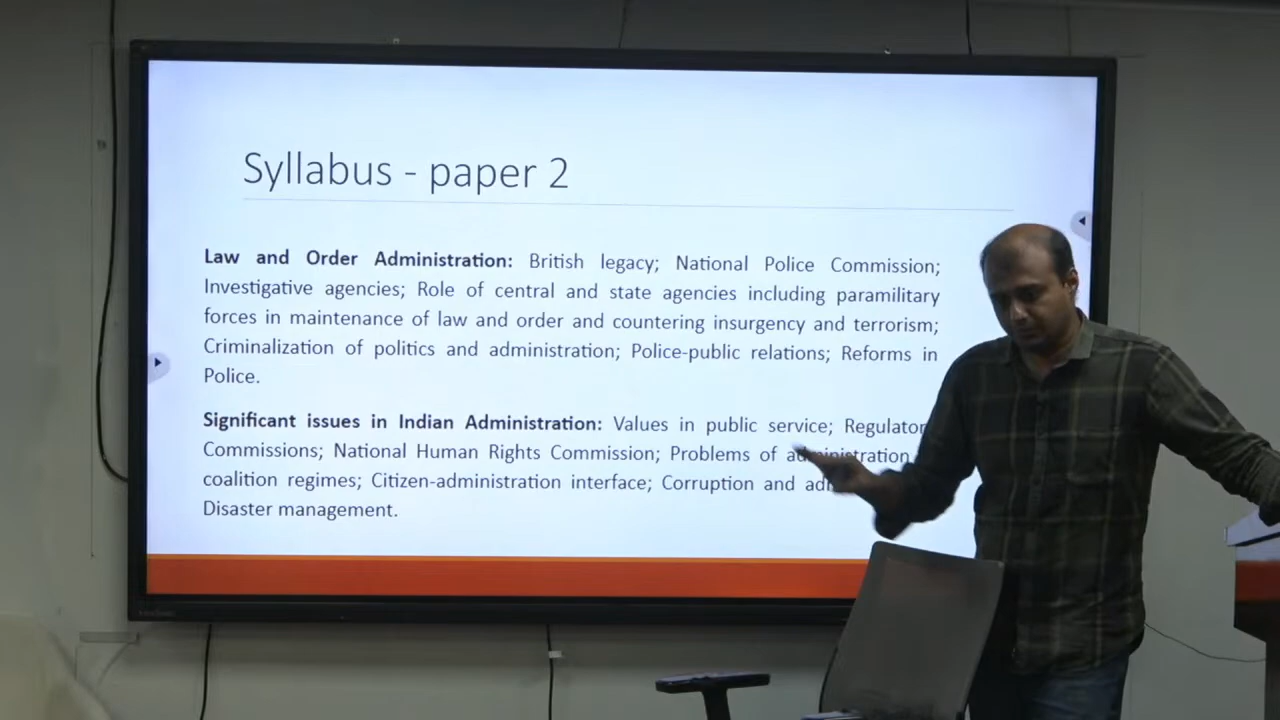 Syllabus - paper 2
Law and Order Administration: British legacy; National Police Commission;
Investigative agencies; Role of central and state agencies including paramilitary
forces in maintenance of law and order and countering insurgency and terrorism;
Criminalization of politics and administration; Police-public relations; Reforms in
Police.
Significant issues in Indian Administration: Values in public service;
Commissions; National Human Rights Commission; Problems of administration
coalition regimes; Citizen-administration interface; Corruption and
Disaster management.